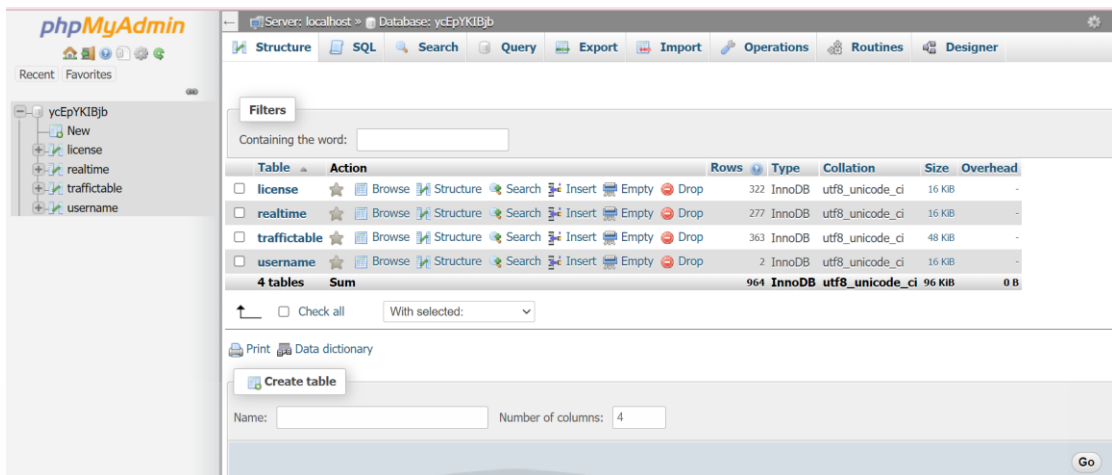 phpMyAdmin
Recent Favorites
ycEpYKIBjb
New
license
realtime
traffictable
username
Server: localhost » Database: ycEpYKIBjb
Structure SQL Search Query Export Import Operations Routines Designer
Filters
Containing the word:
Table Action Rows Type Collation Size Overhead
license Browse Structure Search Insert Empty Drop 322 InnoDB utf8_unicode_ci 16 KiB -
realtime Browse Structure Search Insert Empty Drop 277 InnoDB utf8_unicode_ci 16 KiB -
traffictable Browse Structure Search Insert Empty Drop 363 InnoDB utf8_unicode_ci 48 KiB -
username Browse Structure Search Insert Empty Drop 2 InnoDB utf8_unicode_ci 16 KiB -
4 tables Sum 964 InnoDB utf8_unicode_ci 96 KiB 0 B
Check all With selected:
Print Data dictionary
Create table
Name: Number of columns: 4
Go